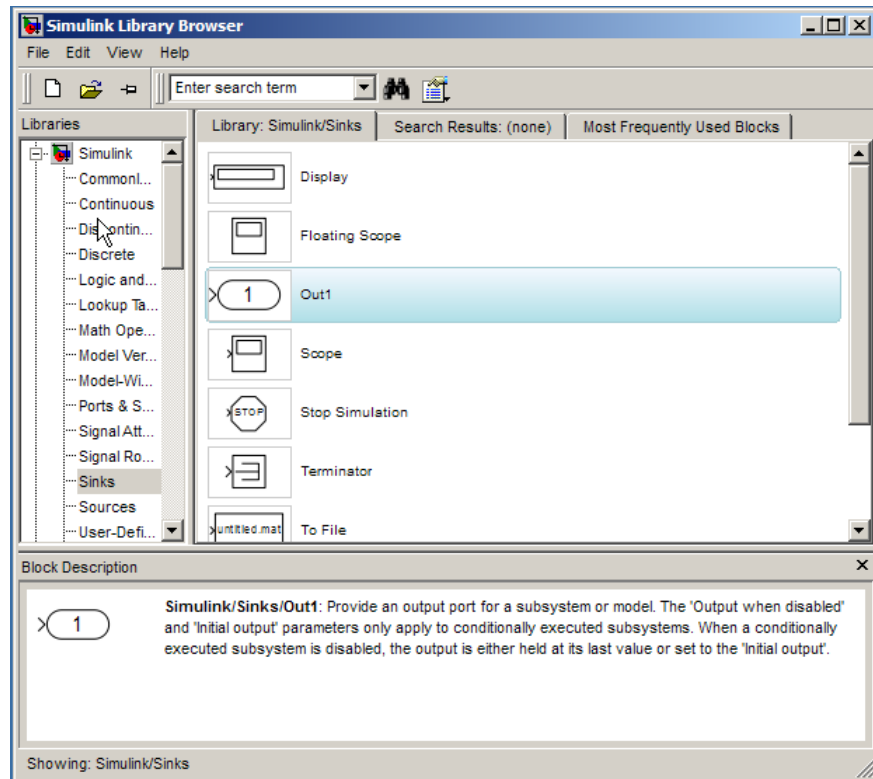 Simulink Library Browser
File Edit View Help
Enter search term
Libraries
Library: Simulink/Sinks Search Results: (none) Most Frequently Used Blocks
Simulink
Commonl...
Continuous
Discontin...
Discrete
Logic and...
Lookup Ta...
Math Ope...
Model Ver...
Model-Wi...
Ports & S...
Signal Att...
Signal Ro...
Sinks
Sources
User-Defi...
Display
Floating Scope
1 Out1
Scope
STOP Stop Simulation
Terminator
untitled.mat To File
Block Description
1
Simulink/Sinks/Out1: Provide an output port for a subsystem or model. The 'Output when disabled'
and 'Initial output' parameters only apply to conditionally executed subsystems. When a conditionally
executed subsystem is disabled, the output is either held at its last value or set to the 'Initial output'.
Showing: Simulink/Sinks